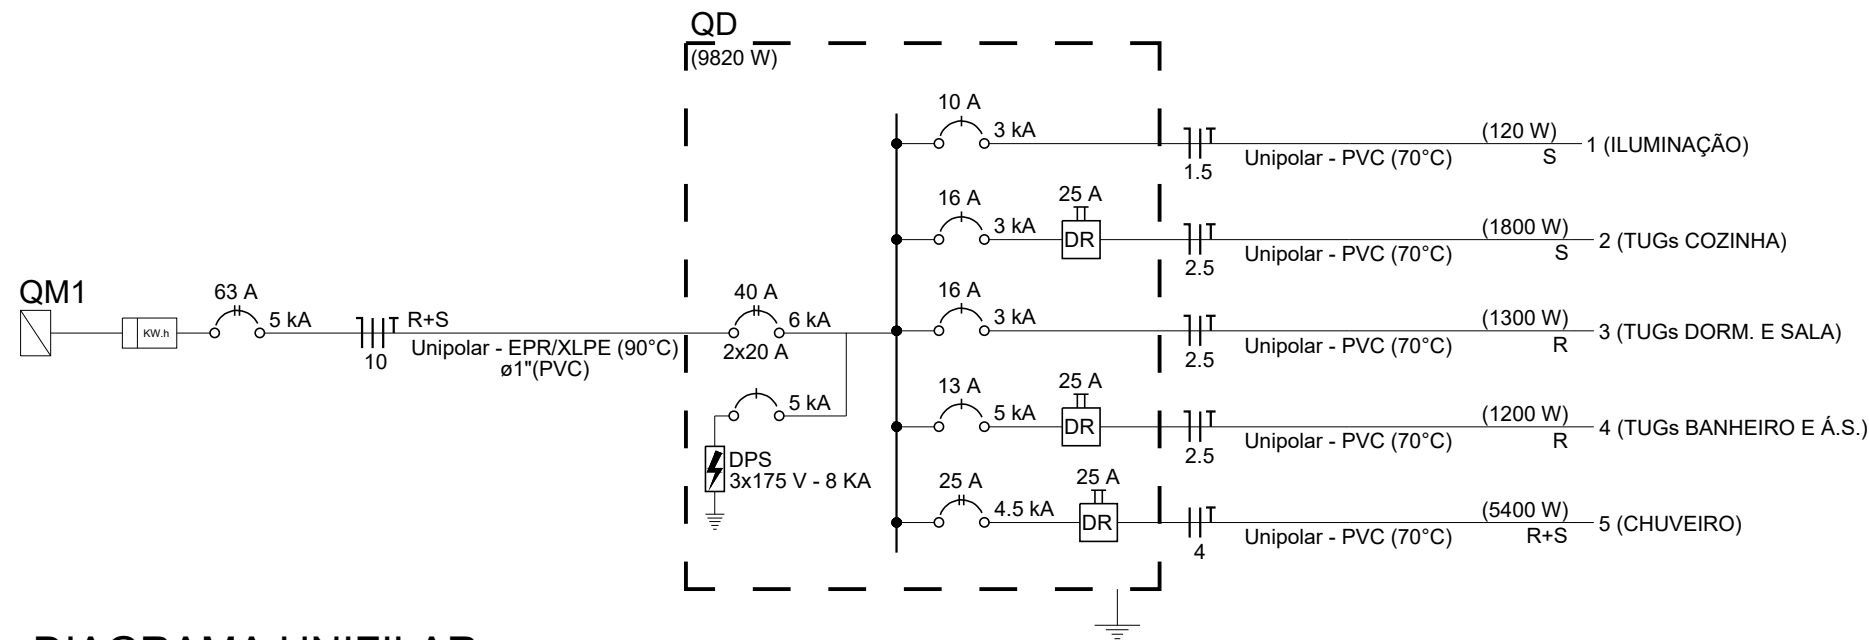 QD
(9820 W)
10 A
3 kA
1.5
Unipolar - PVC (70°C)
(120 W)
S
1 (ILUMINAÇÃO)
16 A
3 kA
25 A
DR
2.5
Unipolar - PVC (70°C)
(1800 W)
S
2 (TUGs COZINHA)
QM1
KW.h
63 A
5 kA
10
R+S
Unipolar - EPR/XLPE (90°C)
ø1"(PVC)
40 A
6 kA
2x20 A
5 kA
DPS
3x175 V - 8 KA
16 A
3 kA
2.5
Unipolar - PVC (70°C)
(1300 W)
R
3 (TUGs DORM. E SALA)
13 A
5 kA
25 A
DR
2.5
Unipolar - PVC (70°C)
(1200 W)
R
4 (TUGs BANHEIRO E Á.S.)
25 A
4.5 kA
25 A
DR
4
Unipolar - PVC (70°C)
(5400 W)
R+S
5 (CHUVEIRO)
DIAGRAMA UNIFILAR